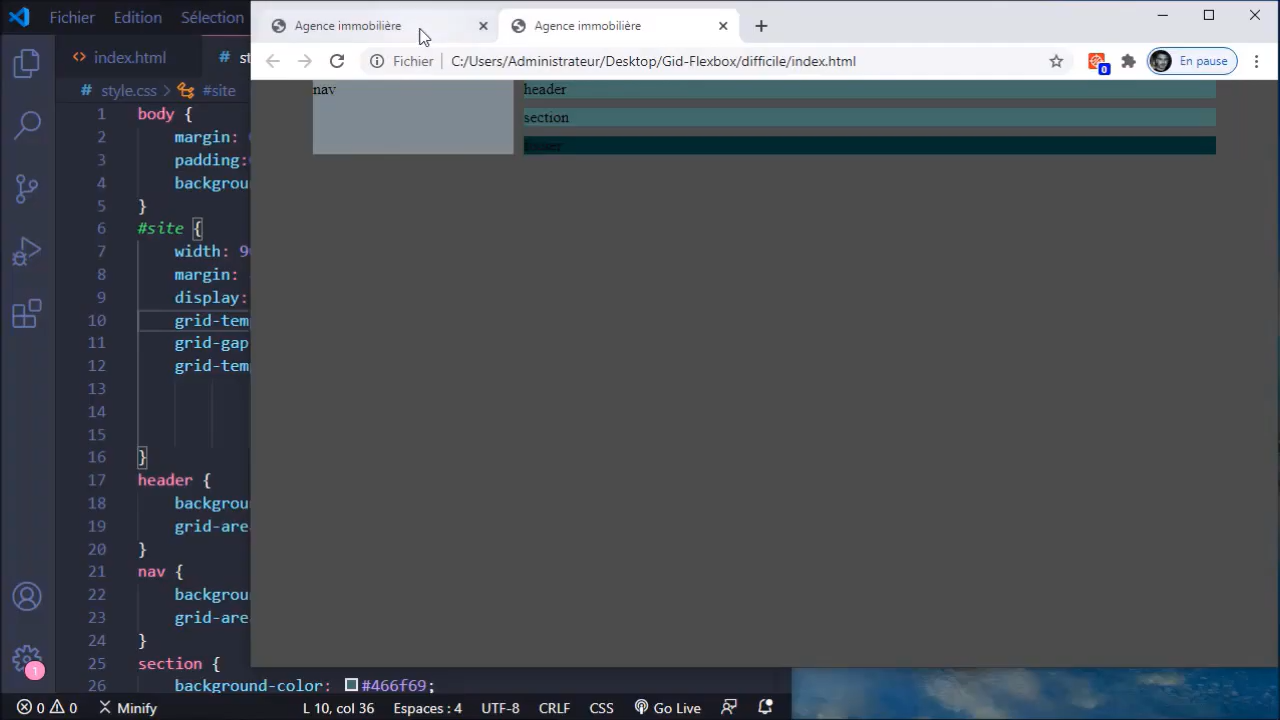 Fichier Edition Sélection
Agence immobilière
Agence immobilière
index.html
Fichier
C:/Users/Administrateur/Desktop/Gid-Flexbox/difficile/index.html
0
En pause
style.css > #site
nav
header
section
footer
1 body {
2 margin:
3 padding:
4 backgrou
5 }
6 #site {
7 width: 9
8 margin:
9 display:
10 grid-tem
11 grid-gap
12 grid-tem
13
14
15
16 }
17 header {
18 backgrou
19 grid-are
20 }
21 nav {
22 backgrou
23 grid-are
24 }
25 section {
26 background-color: #466f69;
1
0 0 Minify L 10, col 36 Espaces : 4 UTF-8 CRLF CSS Go Live